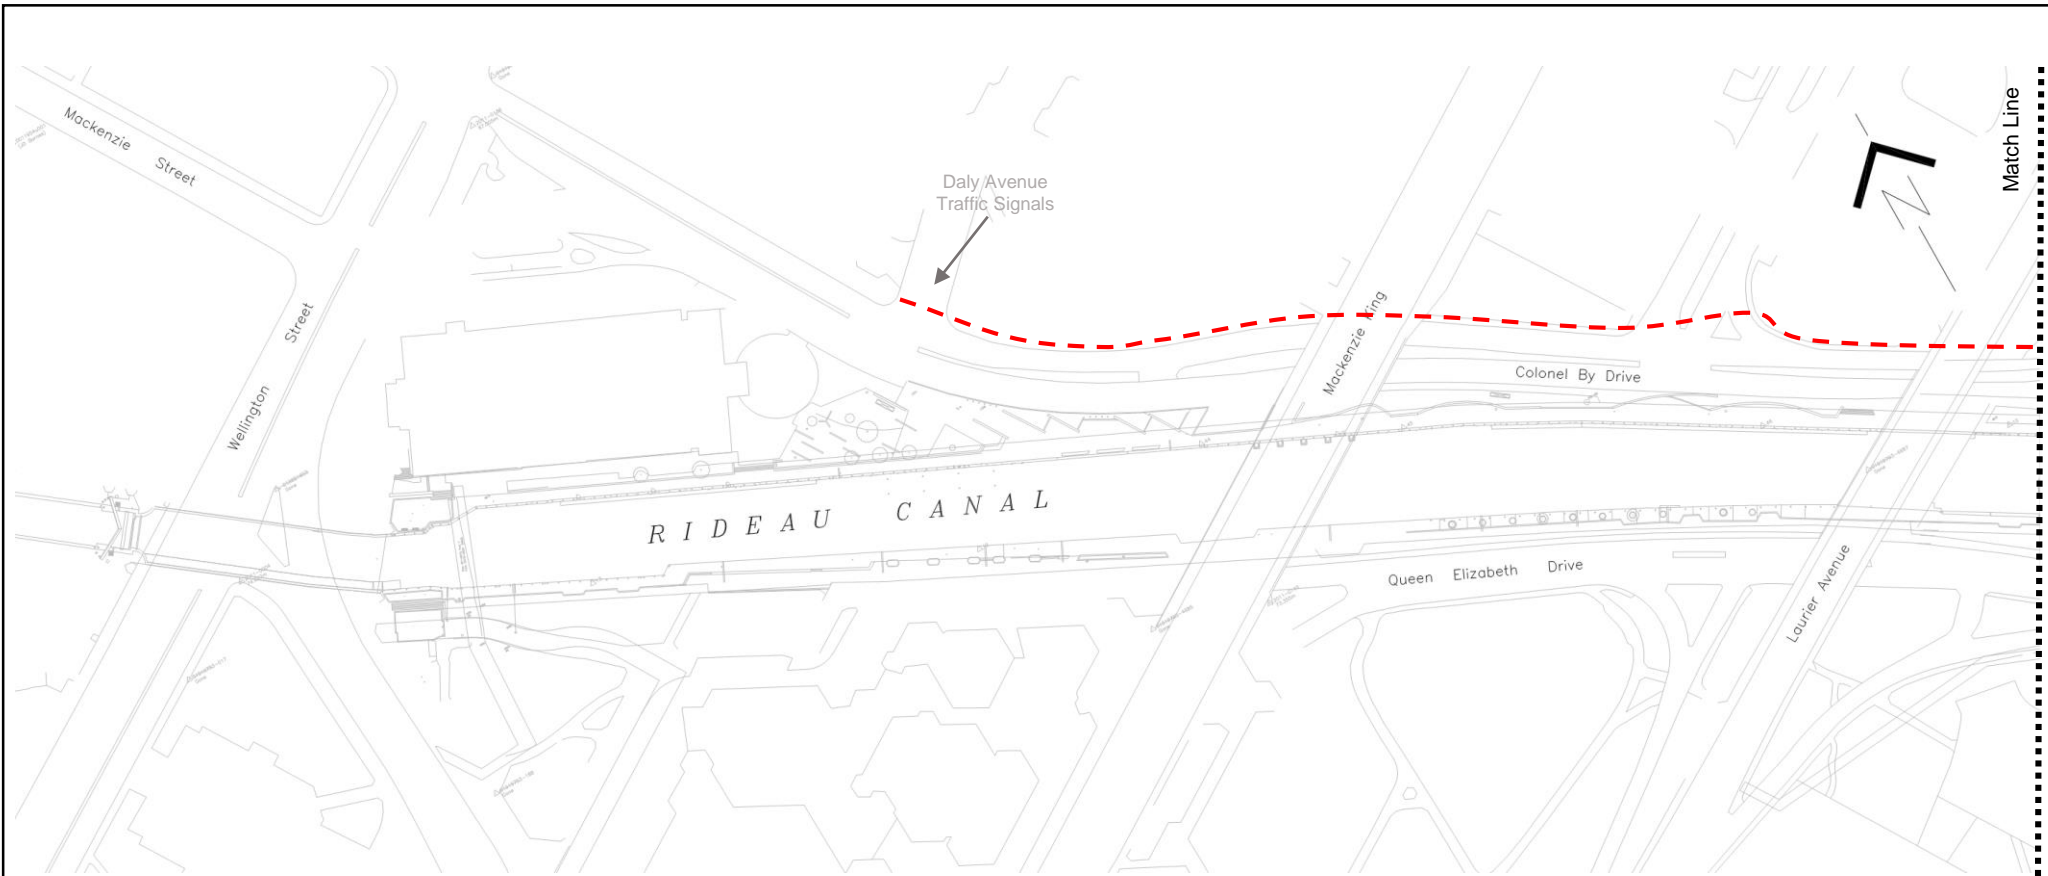 Mackenzie Street
Match Line
Daly Avenue
Traffic Signals
N
Wellington Street
Mackenzie King
Colonel By Drive
RIDEAU CANAL
Queen Elizabeth Drive
Laurier Avenue